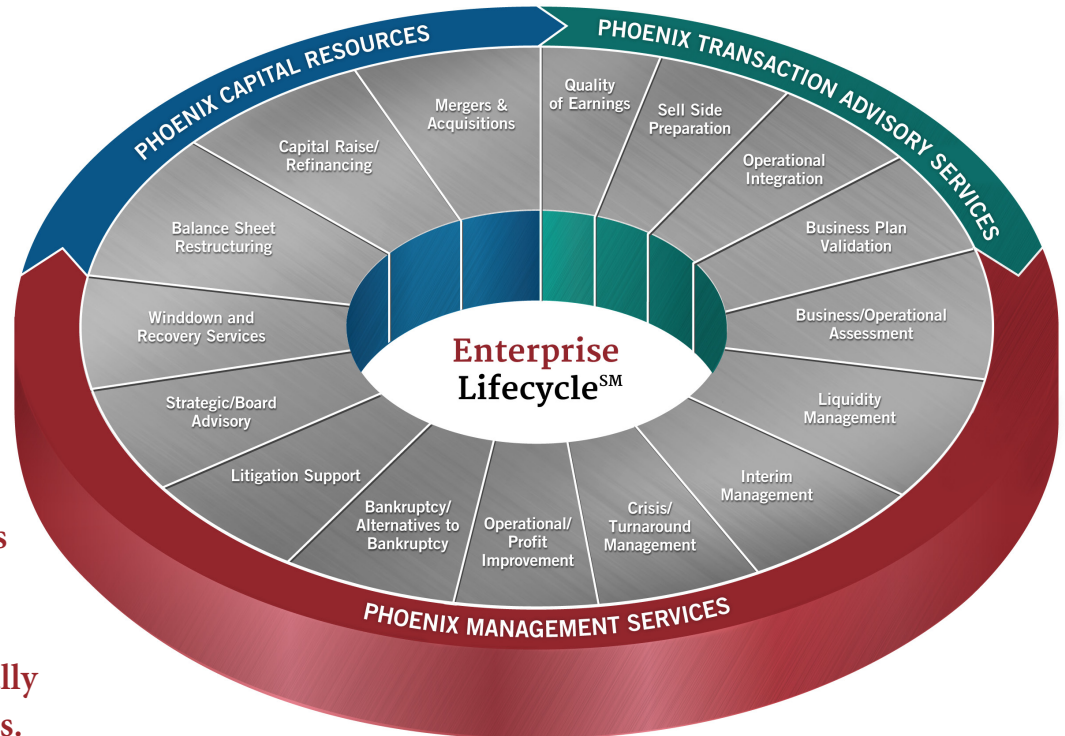 PHOENIX CAPITAL RESOURCES
PHOENIX TRANSACTION ADVISORY SERVICES
Mergers &
Acquisitions
Quality
of Earnings
Sell Side
Preparation
Operational
Integration
Business Plan
Validation
Business/Operational
Assessment
Liquidity
Management
Interim
Management
Crisis/
Turnaround
Management
Operational/
Profit
Improvement
Bankruptcy/
Alternatives to
Bankruptcy
Litigation Support
Strategic/Board
Advisory
Winddown and
Recovery Services
Balance Sheet
Restructuring
Capital Raise/
Refinancing
Enterprise
Lifecycle℠
PHOENIX MANAGEMENT SERVICES
s
lly
s.